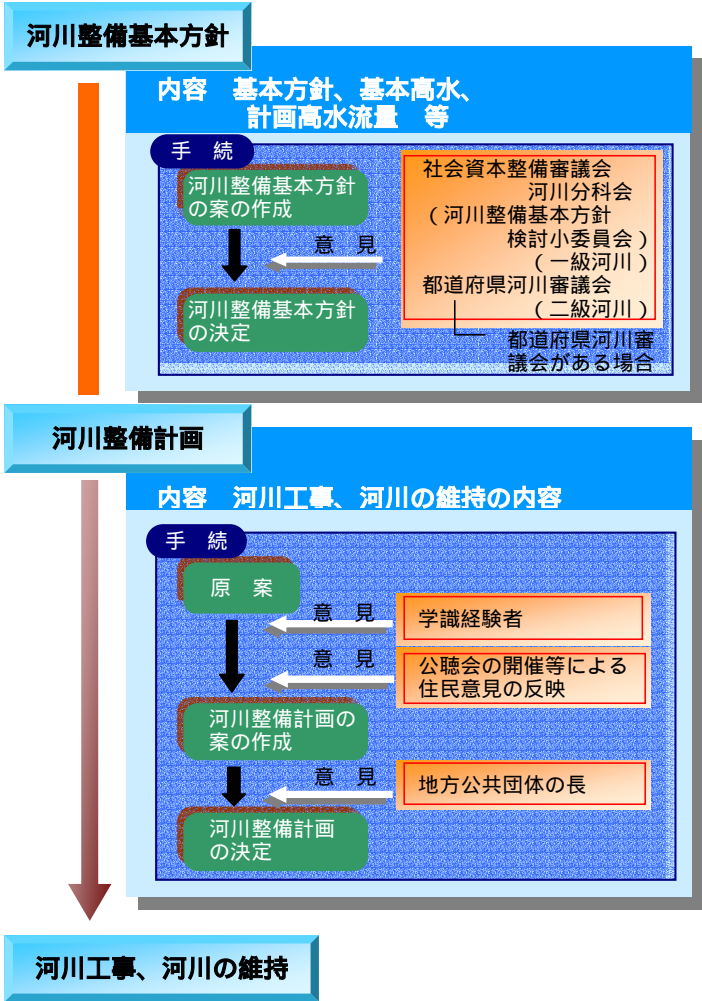 河川整備基本方針
内容　基本方針、基本高水、
計画高水流量　等
手　続
河川整備基本方針
の案の作成
意　見
社会資本整備審議会
河川分科会
（河川整備基本方針
検討小委員会）
（一級河川）
都道府県河川審議会
（二級河川）
都道府県河川審
議会がある場合
河川整備基本方針
の決定
河川整備計画
内容　河川工事、河川の維持の内容
手　続
原　案
意　見
学識経験者
意　見
公聴会の開催等による
住民意見の反映
河川整備計画の
案の作成
意　見
地方公共団体の長
河川整備計画
の決定
河川工事、河川の維持